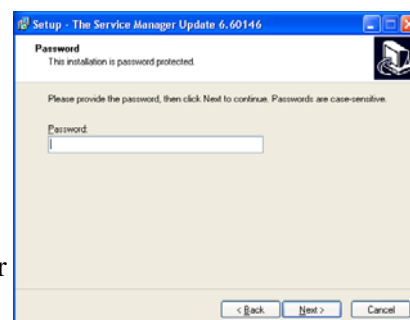 Setup - The Service Manager Update 6.60146
Password
This installation is password protected.
Please provide the password, then click Next to continue. Passwords are case-sensitive.
Password:
r
< Back
Next >
Cancel